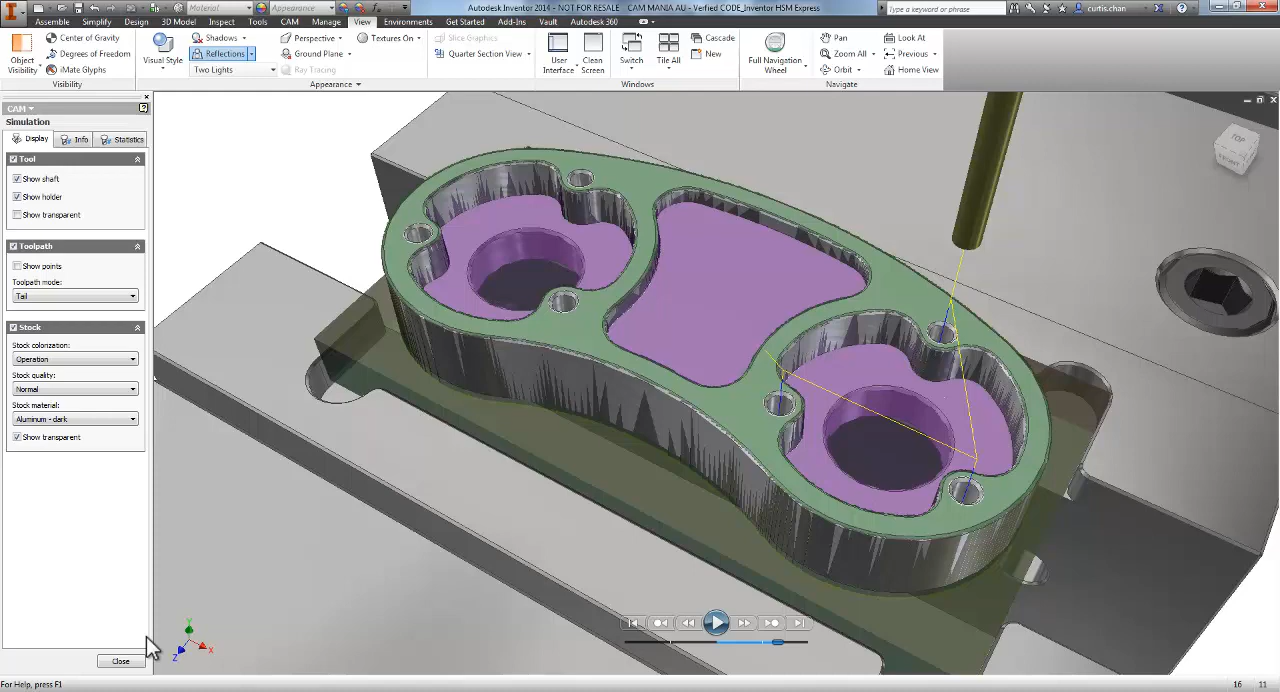 Material
Appearance
Autodesk Inventor 2014 - NOT FOR RESALE CAM MANIA AU - Verfied CODE_Inventor HSM Express
Type a keyword or phrase
curtis.chan
Assemble Simplify Design 3D Model Inspect Tools CAM Manage View Environments Get Started Add-Ins Vault Autodesk 360
Object Visibility
Center of Gravity
Degrees of Freedom
iMate Glyphs
Visibility
Visual Style
Shadows
Reflections
Two Lights
Perspective
Ground Plane
Ray Tracing
Textures On
Appearance
Slice Graphics
Quarter Section View
User Interface
Clean Screen
Switch
Tile All
Cascade
New
Windows
Full Navigation Wheel
Pan
Zoom All
Orbit
Look At
Previous
Home View
Navigate
CAM
Simulation
Display Info Statistics
Tool
Show shaft
Show holder
Show transparent
Toolpath
Show points
Toolpath mode:
Tail
Stock
Stock colorization:
Operation
Stock quality:
Normal
Stock material:
Aluminum - dark
Show transparent
Close
TOP
FRONT
Y
X
Z
For Help, press F1
16 11